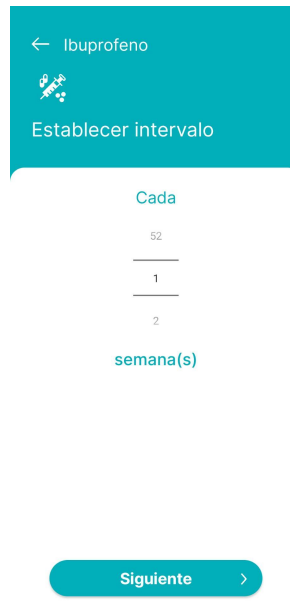 Ibuprofeno
Establecer intervalo
Cada
52
1
2
semana(s)
Siguiente